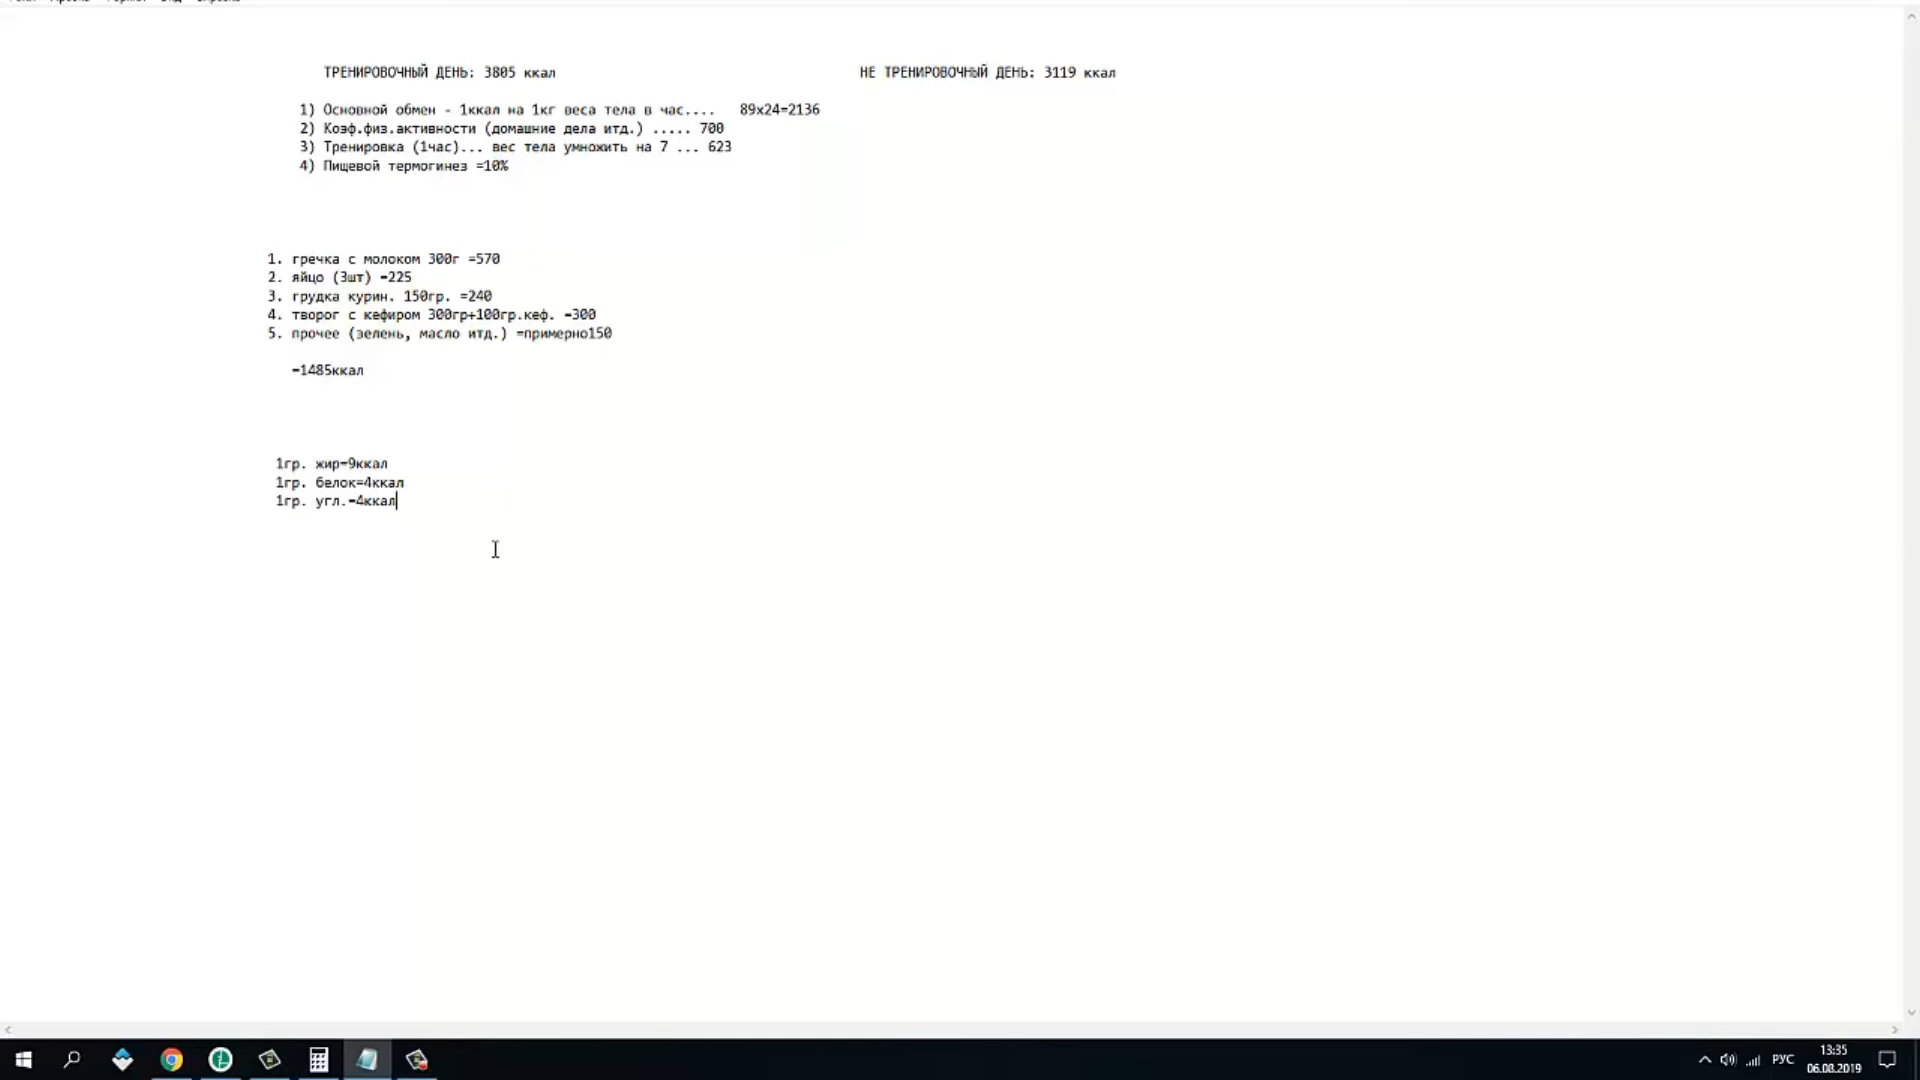 ТРЕНИРОВОЧНЫЙ ДЕНЬ: 3805 ккал НЕ ТРЕНИРОВОЧНЫЙ ДЕНЬ: 3119 ккал
1) Основной обмен - 1ккал на 1кг веса тела в час.... 89x24=2136
2) Коэф.физ.активности (домашние дела итд.) ..... 700
3) Тренировка (1час)... вес тела умножить на 7 ... 623
4) Пищевой термогинез =10%
1. гречка с молоком 300г =570
2. яйцо (3шт) =225
3. грудка курин. 150гр. =240
4. творог с кефиром 300гр+100гр.кеф. =300
5. прочее (зелень, масло итд.) =примерно150
=1485ккал
1гр. жир=9ккал
1гр. белок=4ккал
1гр. угл.=4ккал
РУС
13:35
06.08.2019